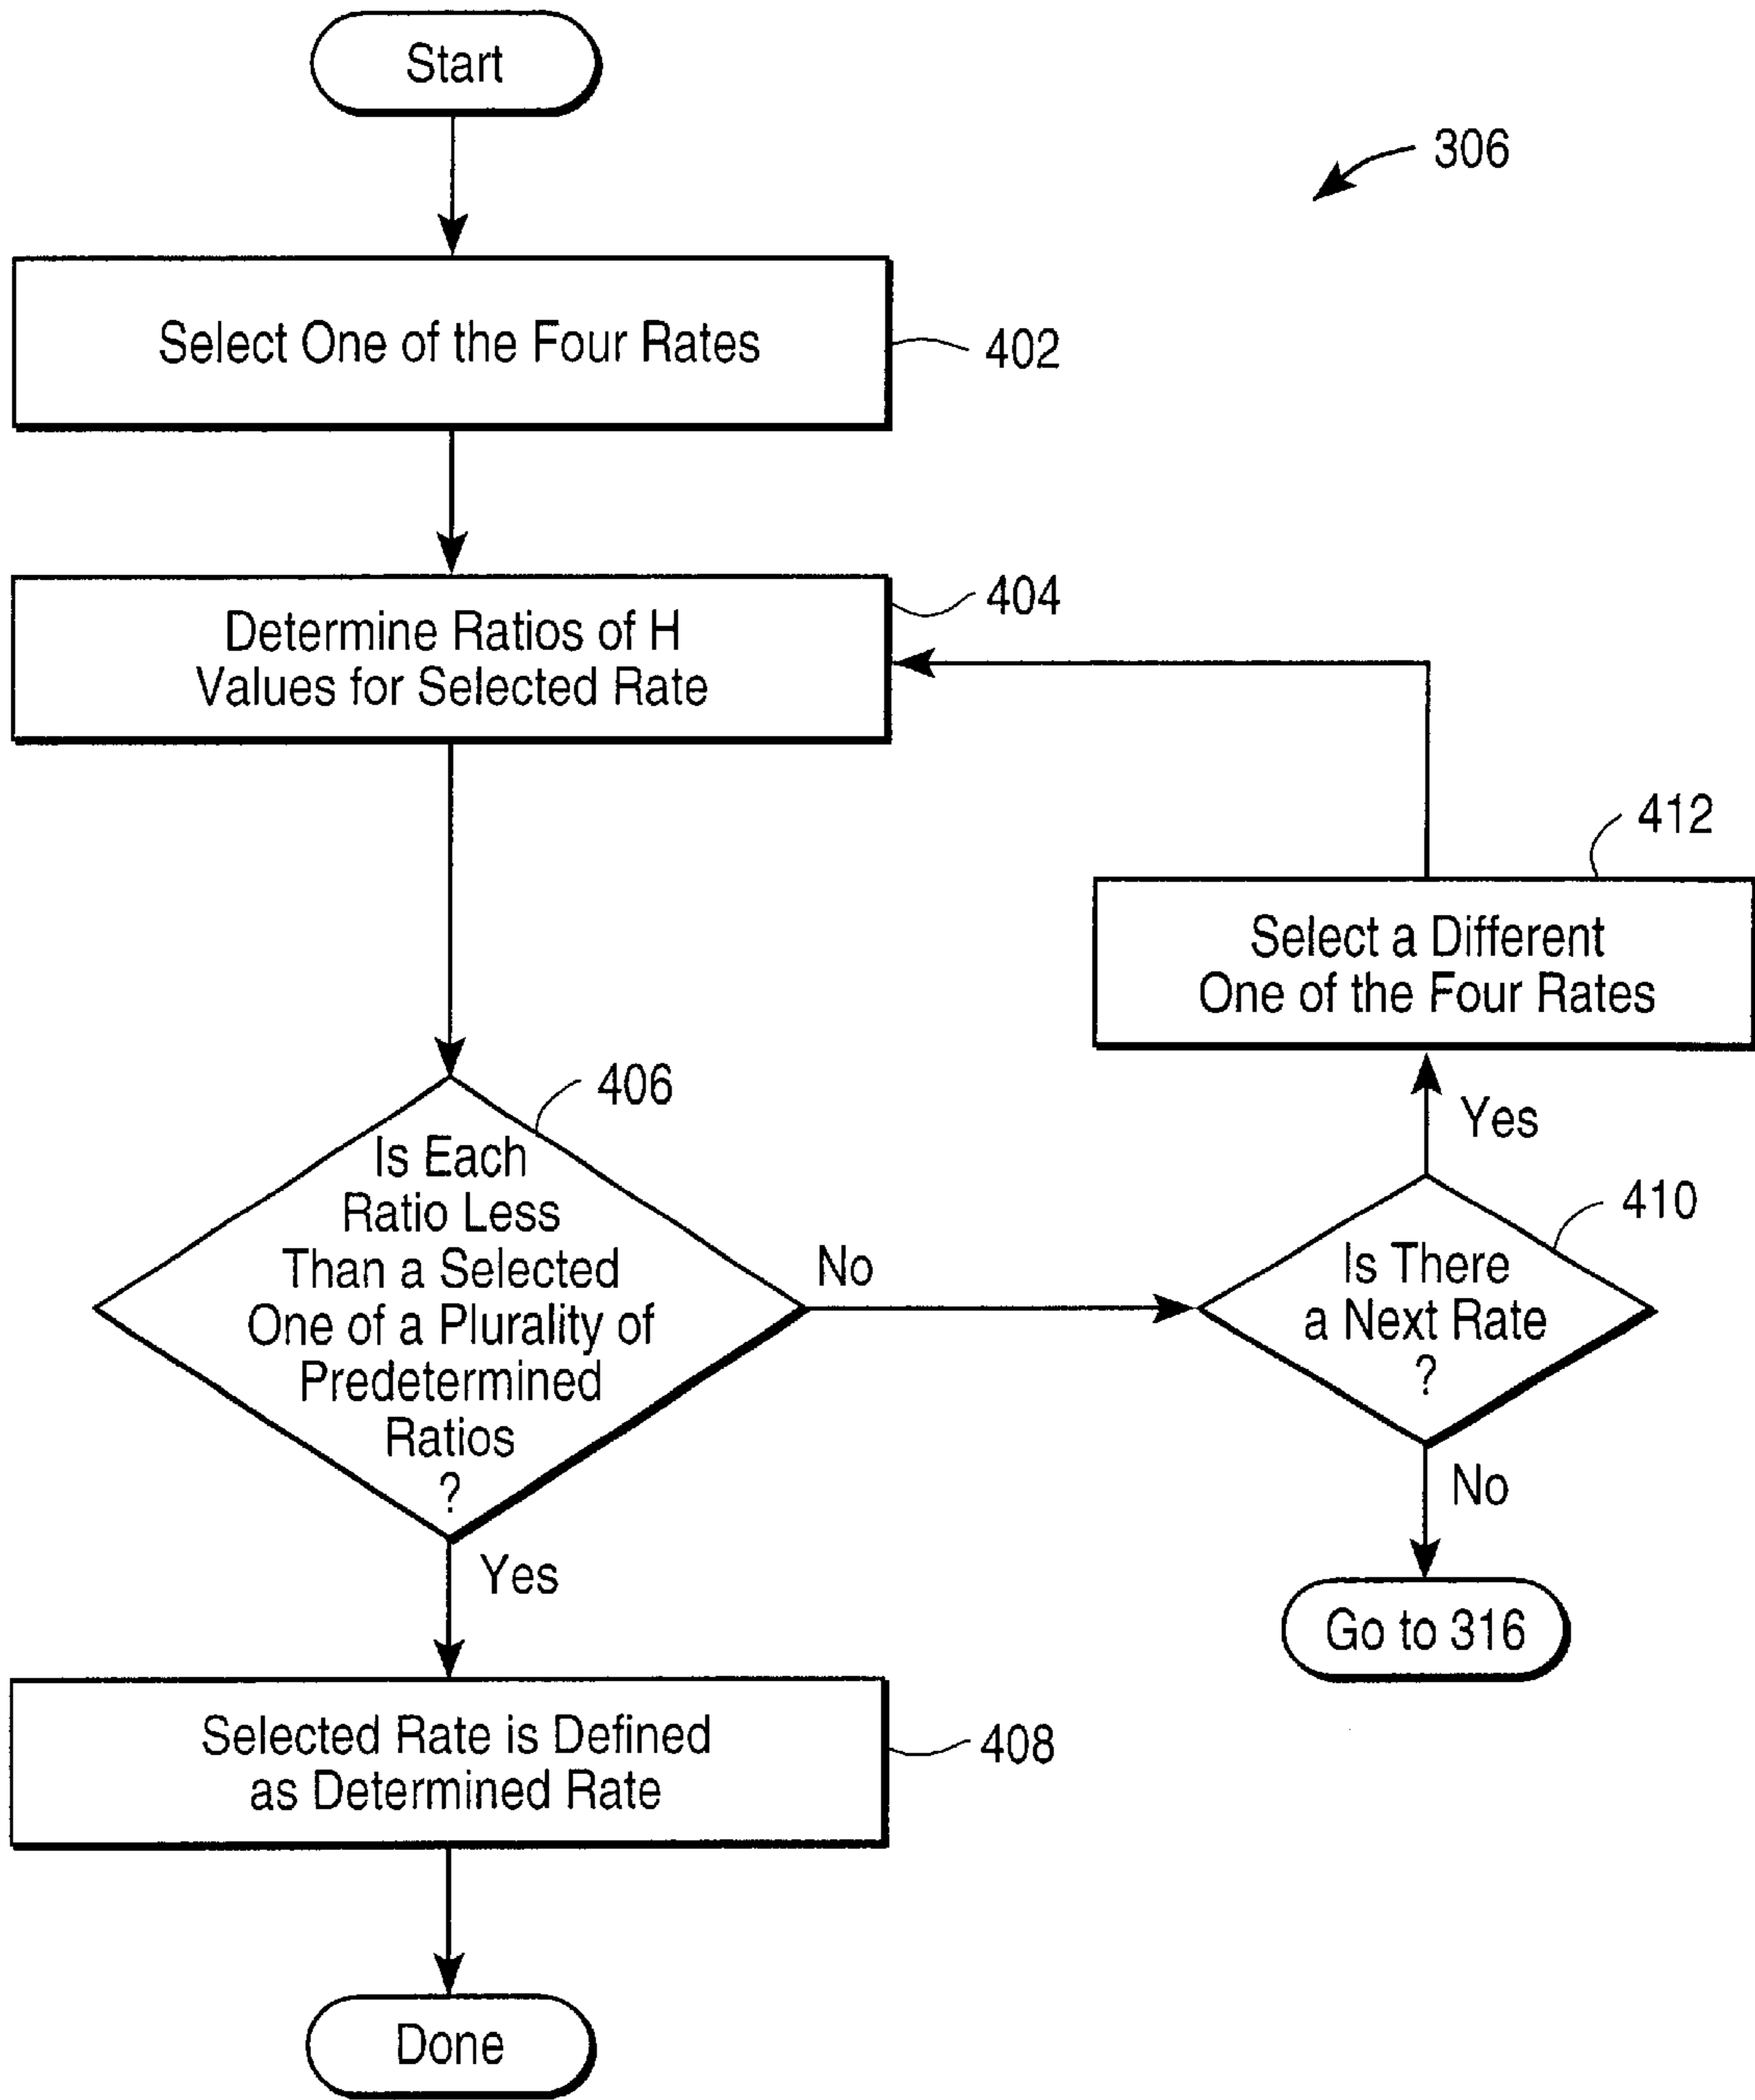 Start
306
Select One of the Four Rates
402
Determine Ratios of H
Values for Selected Rate
404
412
Select a Different
One of the Four Rates
406
Is Each
Ratio Less
Than a Selected
One of a Plurality of
Predetermined
Ratios
?
No
Yes
410
Is There
a Next Rate
?
Yes
No
Go to 316
Selected Rate is Defined
as Determined Rate
408
Done